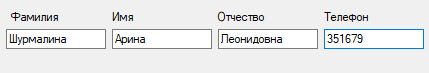 Фамилия Имя Отчество Телефон
Шурмалина Арина Леонидовна 351679